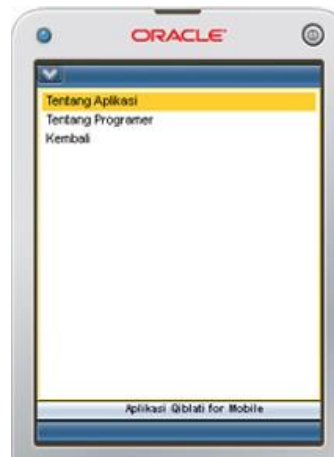 ORACLE
Tentang Aplikasi
Tentang Programer
Kembali
Aplikasi Qiblati for Mobile